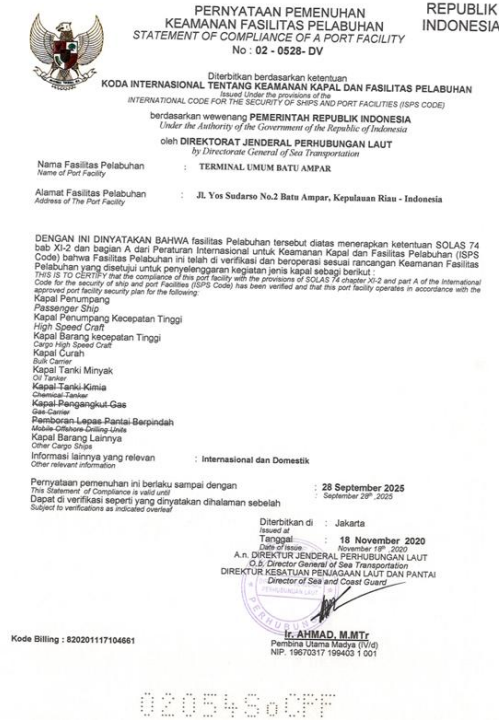 REPUBLIK
INDONESIA
PERNYATAAN PEMENUHAN
KEAMANAN FASILITAS PELABUHAN
STATEMENT OF COMPLIANCE OF A PORT FACILITY
No : 02 - 0528- DV
Diterbitkan berdasarkan ketentuan
KODA INTERNASIONAL TENTANG KEAMANAN KAPAL DAN FASILITAS PELABUHAN
Issued Under the provisions of the
INTERNATIONAL CODE FOR THE SECURITY OF SHIPS AND PORT FACILITIES (ISPS CODE)
berdasarkan wewenang PEMERINTAH REPUBLIK INDONESIA
Under the Authority of the Government of the Republic of Indonesia
oleh DIREKTORAT JENDERAL PERHUBUNGAN LAUT
by Directorate General of Sea Transportation
Nama Fasilitas Pelabuhan : TERMINAL UMUM BATU AMPAR
Name of Port Facility
Alamat Fasilitas Pelabuhan : Jl. Yos Sudarso No.2 Batu Ampar, Kepulauan Riau - Indonesia
Address of The Port Facility
DENGAN INI DINYATAKAN BAHWA fasilitas Pelabuhan tersebut diatas menerapkan ketentuan SOLAS 74
bab XI-2 dan bagian A dari Peraturan Internasional untuk Keamanan Kapal dan Fasilitas Pelabuhan (ISPS
Code) bahwa Fasilitas Pelabuhan ini telah di verifikasi dan beroperasi sesuai rancangan Keamanan Fasilitas
Pelabuhan yang disetujui untuk penyelenggaran kegiatan jenis kapal sebagai berikut :
THIS IS TO CERTIFY that the compliance of this port facility with the provisions of SOLAS 74 chapter XI-2 and part A of the International
Code for the security of ship and port Facilities (ISPS Code) has been verified and that this port facility operates in accordance with the
approved port facility security plan for the following:
Kapal Penumpang
Passenger Ship
Kapal Penumpang Kecepatan Tinggi
High Speed Craft
Kapal Barang kecepatan Tinggi
Cargo High Speed Craft
Kapal Curah
Bulk Carrier
Kapal Tanki Minyak
Oil Tanker
Kapal Tanki Kimia
Chemical Tanker
Kapal Pengangkut Gas
Gas Carrier
Pemboran Lepas Pantai Berpindah
Mobile Offshore Drilling Units
Kapal Barang Lainnya
Other Cargo Ships
Informasi lainnya yang relevan : Internasional dan Domestik
Other relevant information
Pernyataan pemenuhan ini berlaku sampai dengan : 28 September 2025
This Statement of Compliance is valid until : September 28th, 2025
Dapat di verifikasi seperti yang dinyatakan dihalaman sebelah
Subject to verifications as indicated overleaf
Diterbitkan di : Jakarta
Issued at
Tanggal : 18 November 2020
Date of Issue November 18th, 2020
A.n. DIREKTUR JENDERAL PERHUBUNGAN LAUT
O.b. Director General of Sea Transportation
DIREKTUR KESATUAN PENJAGAAN LAUT DAN PANTAI
Director of Sea and Coast Guard
PERHUBUNGAN LAUT
Ir. AHMAD, M.MTr
Pembina Utama Madya (IV/d)
NIP. 19670317 199403 1 001
Kode Billing : 820201117104661